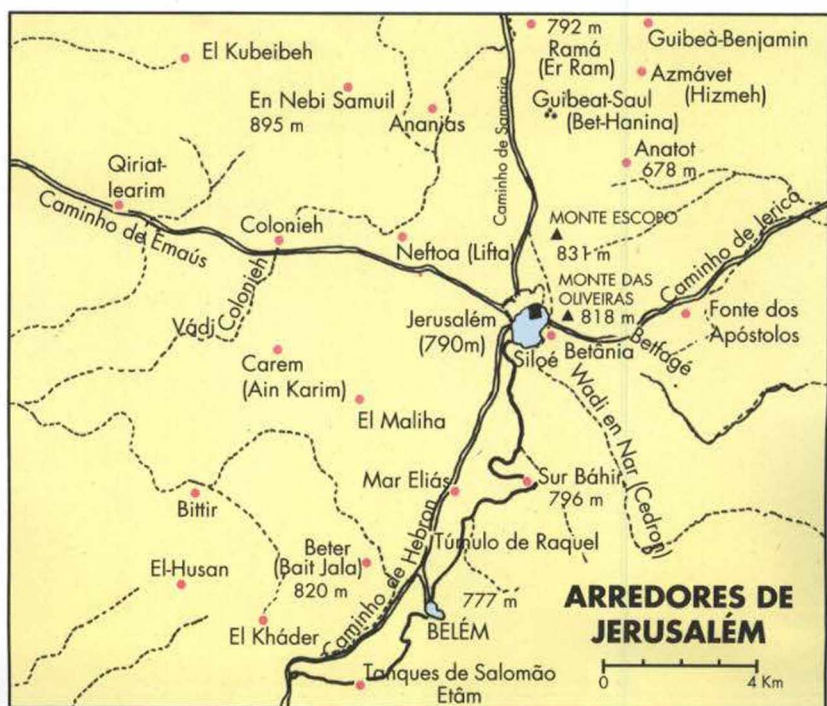 792 m
Ramá
(Er Ram)
Guibeà-Benjamin
El Kubeibeh
Azmávet
(Hizmeh)
En Nebi Samuil
895 m
Ananias
Guibeat-Saul
(Bet-Hanina)
Caminho de Samaria
Anatot
678 m
Qiriat-
Iearim
Caminho de Emaús
Colonieh
Neftoa (Lifta)
MONTE ESCOPO
831 m
Caminho de Jericó
Vádi Colonieh
MONTE DAS
OLIVEIRAS
818 m
Jerusalém
(790m)
Fonte dos
Apóstolos
Siloé
Betânia
Betfagé
Carem
(Ain Karim)
El Maliha
Wadi en Nar (Cedron)
Mar Eliás
Sur Báhir
796 m
Bittir
Túmulo de Raquel
Beter
(Bait Jala)
820 m
El-Husan
Caminho de Hebron
777 m
El Kháder
BELÉM
ARREDORES DE
JERUSALÉM
Tanques de Salomão
Etâm
0 4 Km